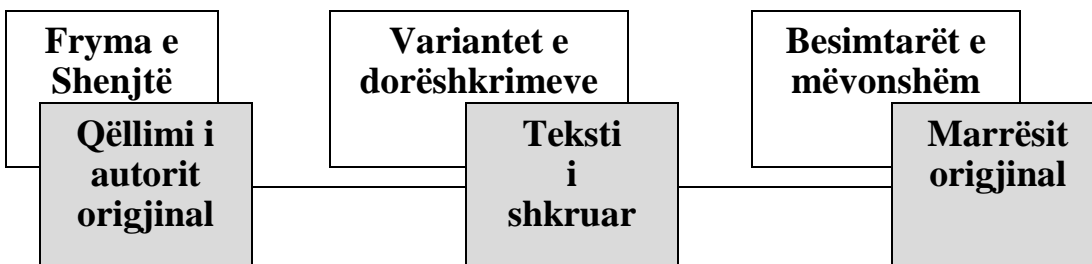 Fryma e
Shenjtë
Qëllimi i
autorit
origjinal
Variantet e
dorëshkrimeve
Teksti
i
shkruar
Besimtarët e
mëvonshëm
Marrësit
origjinal